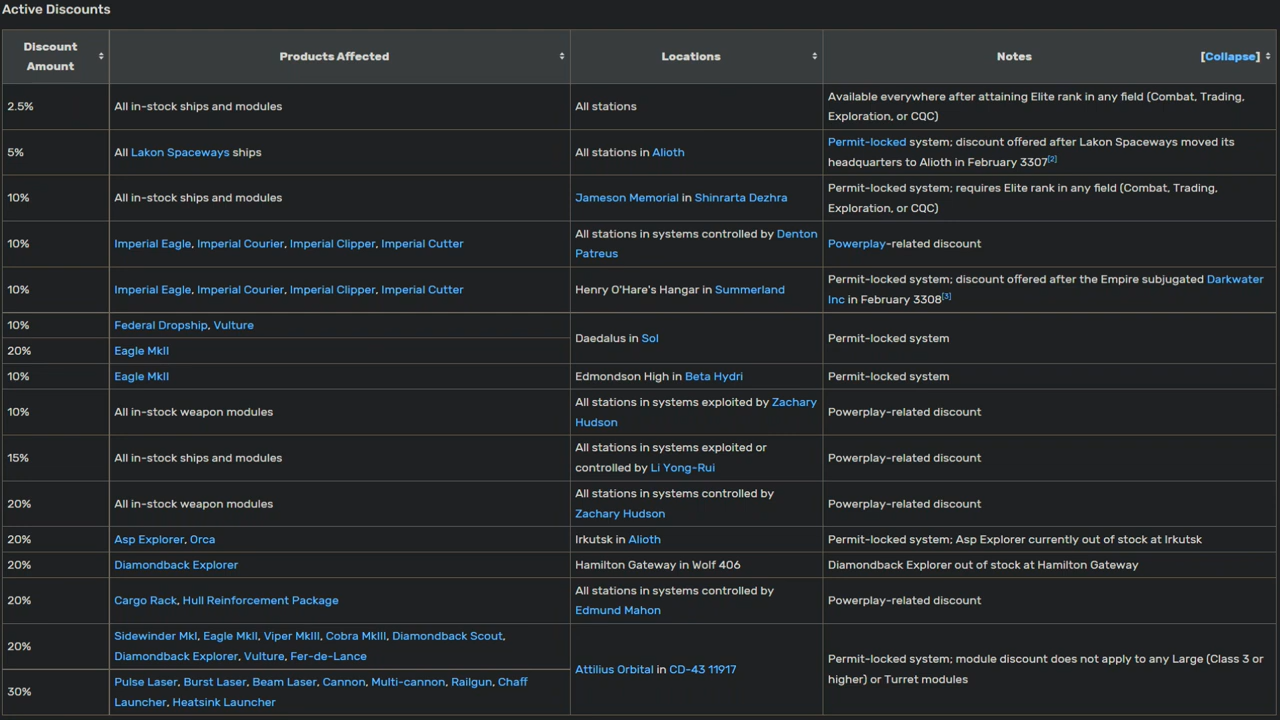 Active Discounts
Discount
Amount
Products Affected
Locations
Notes
[Collapse]
2.5%
All in-stock ships and modules
All stations
Available everywhere after attaining Elite rank in any field (Combat, Trading,
Exploration, or CQC)
5%
All Lakon Spaceways ships
All stations in Alioth
Permit-locked system; discount offered after Lakon Spaceways moved its
headquarters to Alioth in February 3307[2]
10%
All in-stock ships and modules
Jameson Memorial in Shinrarta Dezhra
Permit-locked system; requires Elite rank in any field (Combat, Trading,
Exploration, or CQC)
10%
Imperial Eagle, Imperial Courier, Imperial Clipper, Imperial Cutter
All stations in systems controlled by Denton
Patreus
Powerplay-related discount
10%
Imperial Eagle, Imperial Courier, Imperial Clipper, Imperial Cutter
Henry O'Hare's Hangar in Summerland
Permit-locked system; discount offered after the Empire subjugated Darkwater
Inc in February 3308[3]
10%
Federal Dropship, Vulture
Daedalus in Sol
Permit-locked system
20%
Eagle MkII
10%
Eagle MkII
Edmondson High in Beta Hydri
Permit-locked system
10%
All in-stock weapon modules
All stations in systems exploited by Zachary
Hudson
Powerplay-related discount
15%
All in-stock ships and modules
All stations in systems exploited or
controlled by Li Yong-Rui
Powerplay-related discount
20%
All in-stock weapon modules
All stations in systems controlled by
Zachary Hudson
Powerplay-related discount
20%
Asp Explorer, Orca
Irkutsk in Alioth
Permit-locked system; Asp Explorer currently out of stock at Irkutsk
20%
Diamondback Explorer
Hamilton Gateway in Wolf 406
Diamondback Explorer out of stock at Hamilton Gateway
20%
Cargo Rack, Hull Reinforcement Package
All stations in systems controlled by
Edmund Mahon
Powerplay-related discount
20%
Sidewinder MkI, Eagle MkII, Viper MkIII, Cobra MkIII, Diamondback Scout,
Diamondback Explorer, Vulture, Fer-de-Lance
Attilius Orbital in CD-43 11917
Permit-locked system; module discount does not apply to any Large (Class 3 or
higher) or Turret modules
30%
Pulse Laser, Burst Laser, Beam Laser, Cannon, Multi-cannon, Railgun, Chaff
Launcher, Heatsink Launcher